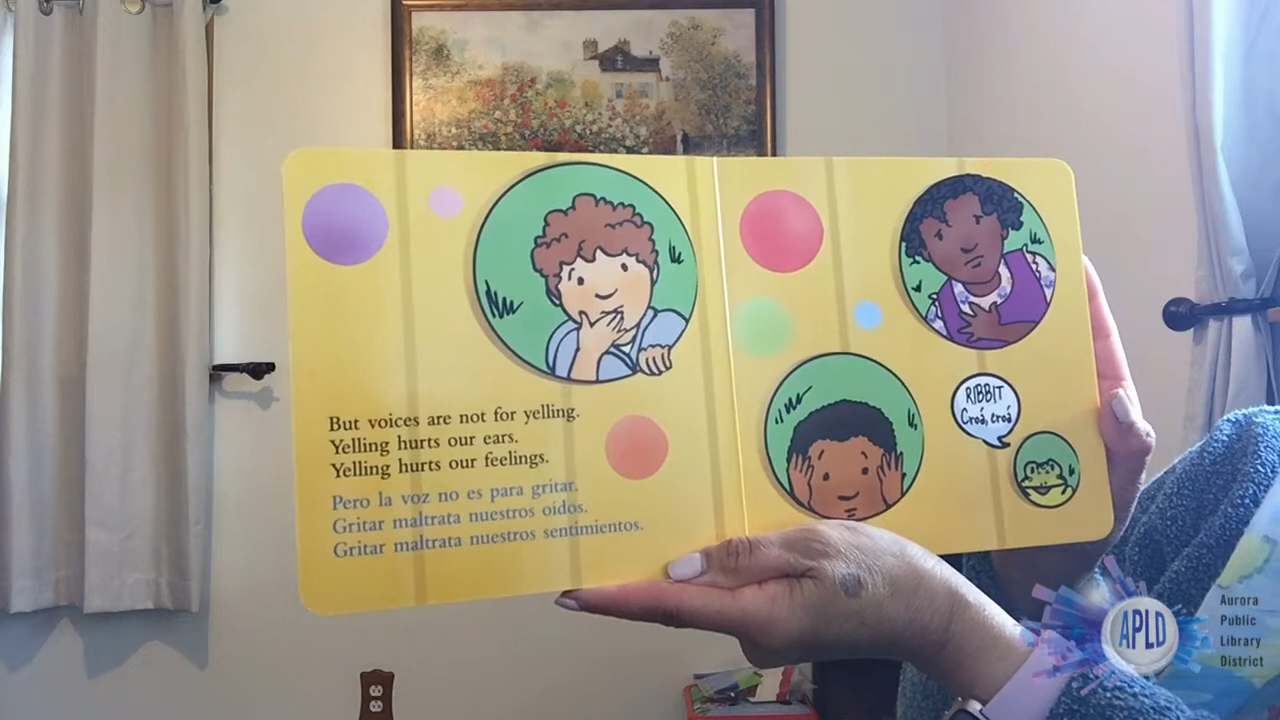 But voices are not for yelling.
Yelling hurts our ears.
Yelling hurts our feelings.
Pero la voz no es para gritar.
Gritar maltrata nuestros oídos.
Gritar maltrata nuestros sentimientos.
RIBBIT
Croá, croá
APLD
Aurora
Public
Library
District